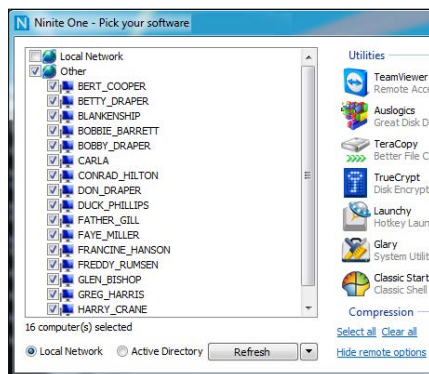 Ninite One - Pick your software
Local Network
Other
BERT_COOPER
BETTY_DRAPER
BLANKENSHIP
BOBBIE_BARRETT
BOBBY_DRAPER
CARLA
CONRAD_HILTON
DON_DRAPER
DUCK_PHILLIPS
FATHER_GILL
FAYE_MILLER
FRANCINE_HANSON
FREDDY_RUMSEN
GLEN_BISHOP
GREG_HARRIS
HARRY_CRANE
16 computer(s) selected
Local Network Active Directory Refresh
Utilities
TeamViewer
Remote Acce
Auslogics
Great Disk D
TeraCopy
Better File C
TrueCrypt
Disk Encrypt
Launchy
Hotkey Laun
Glary
System Utilit
Classic Start
Classic Shell
Compression
Select all Clear all
Hide remote options